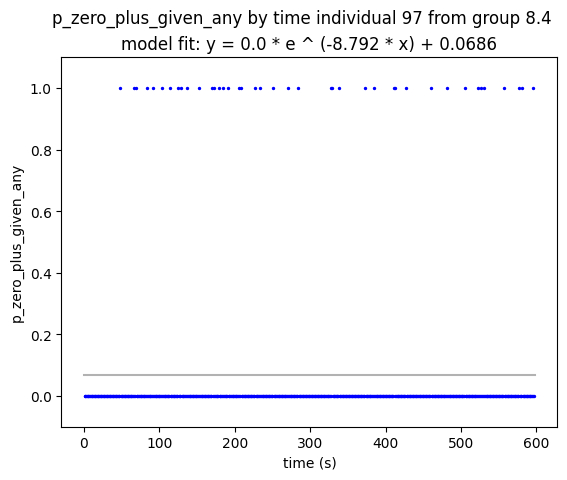 p_zero_plus_given_any by time individual 97 from group 8.4
model fit: y = 0.0 * e ^ (-8.792 * x) + 0.0686
1.0
0.8
0.6
0.4
0.2
0.0
p_zero_plus_given_any
0 100 200 300 400 500 600
time (s)